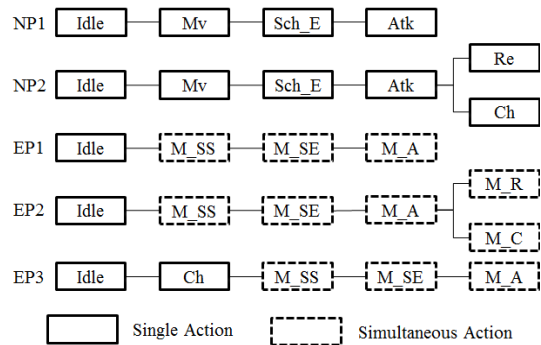 NP1 Idle Mv Sch_E Atk
Re
NP2 Idle Mv Sch_E Atk
Ch
EP1 Idle M_SS M_SE M_A
M_R
EP2 Idle M_SS M_SE M_A
M_C
EP3 Idle Ch M_SS M_SE M_A
Single Action Simultaneous Action